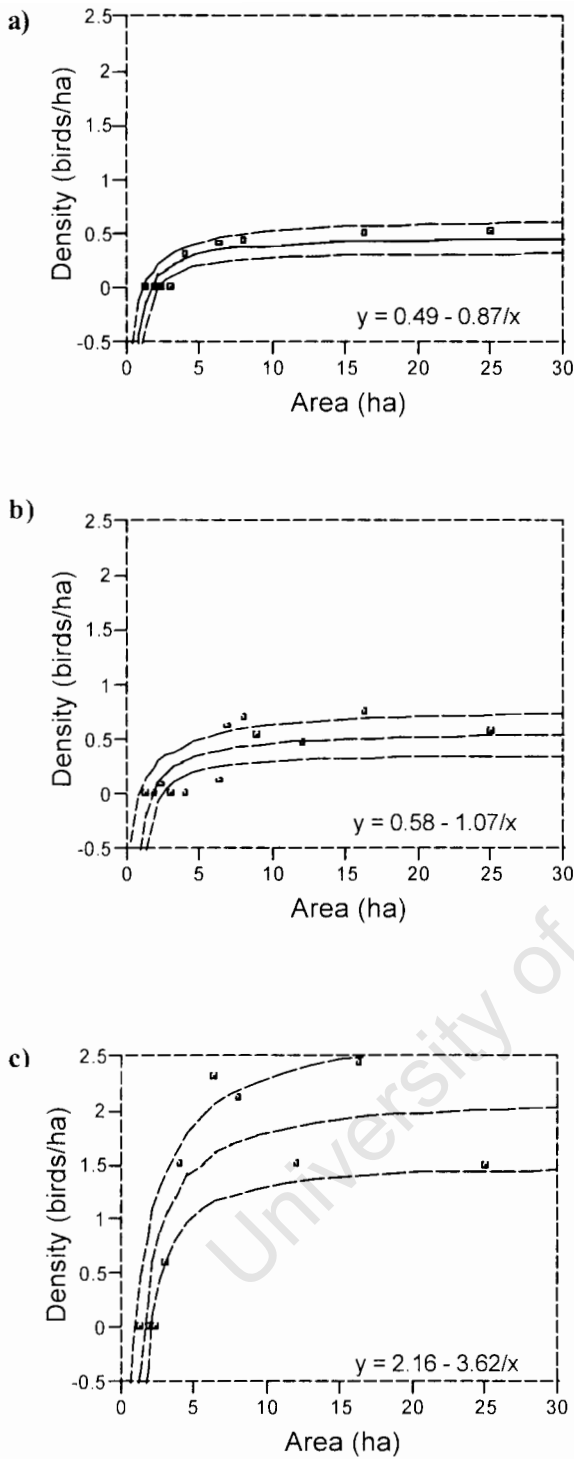 a)
2.5
2
1.5
1
0.5
0
-0.5
Density (birds/ha)
y = 0.49 - 0.87/x
0 5 10 15 20 25 30
Area (ha)
b)
2.5
2
1.5
1
0.5
0
-0.5
Density (birds/ha)
y = 0.58 - 1.07/x
0 5 10 15 20 25 30
Area (ha)
University of
c)
2.5
2
1.5
1
0.5
0
-0.5
Density (birds/ha)
y = 2.16 - 3.62/x
0 5 10 15 20 25 30
Area (ha)